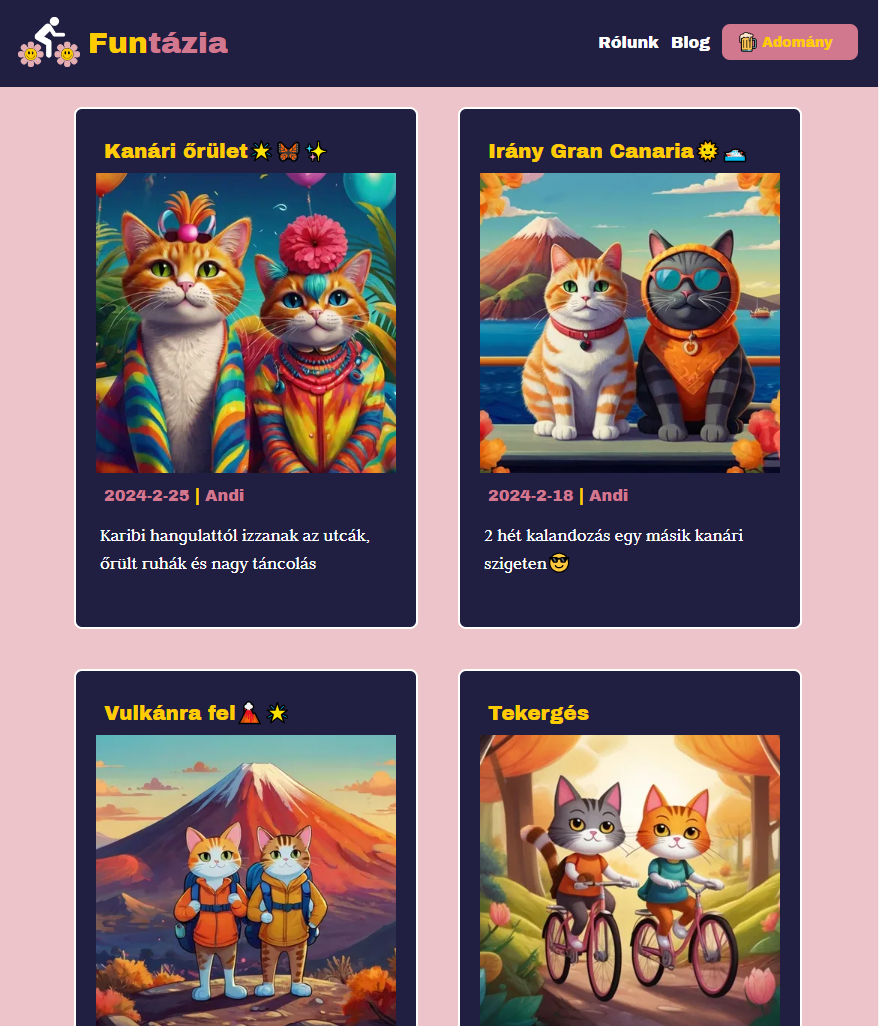 Funtázia
Rólunk Blog Adomány
Kanári őrület🌟🦋✨
2024-2-25 | Andi
Karibi hangulattól izzanak az utcák,
őrült ruhák és nagy táncolás
Irány Gran Canaria🌞🛳️
2024-2-18 | Andi
2 hét kalandozás egy másik kanári
szigeten😎
Vulkánra fel🌋🌟
Tekergés